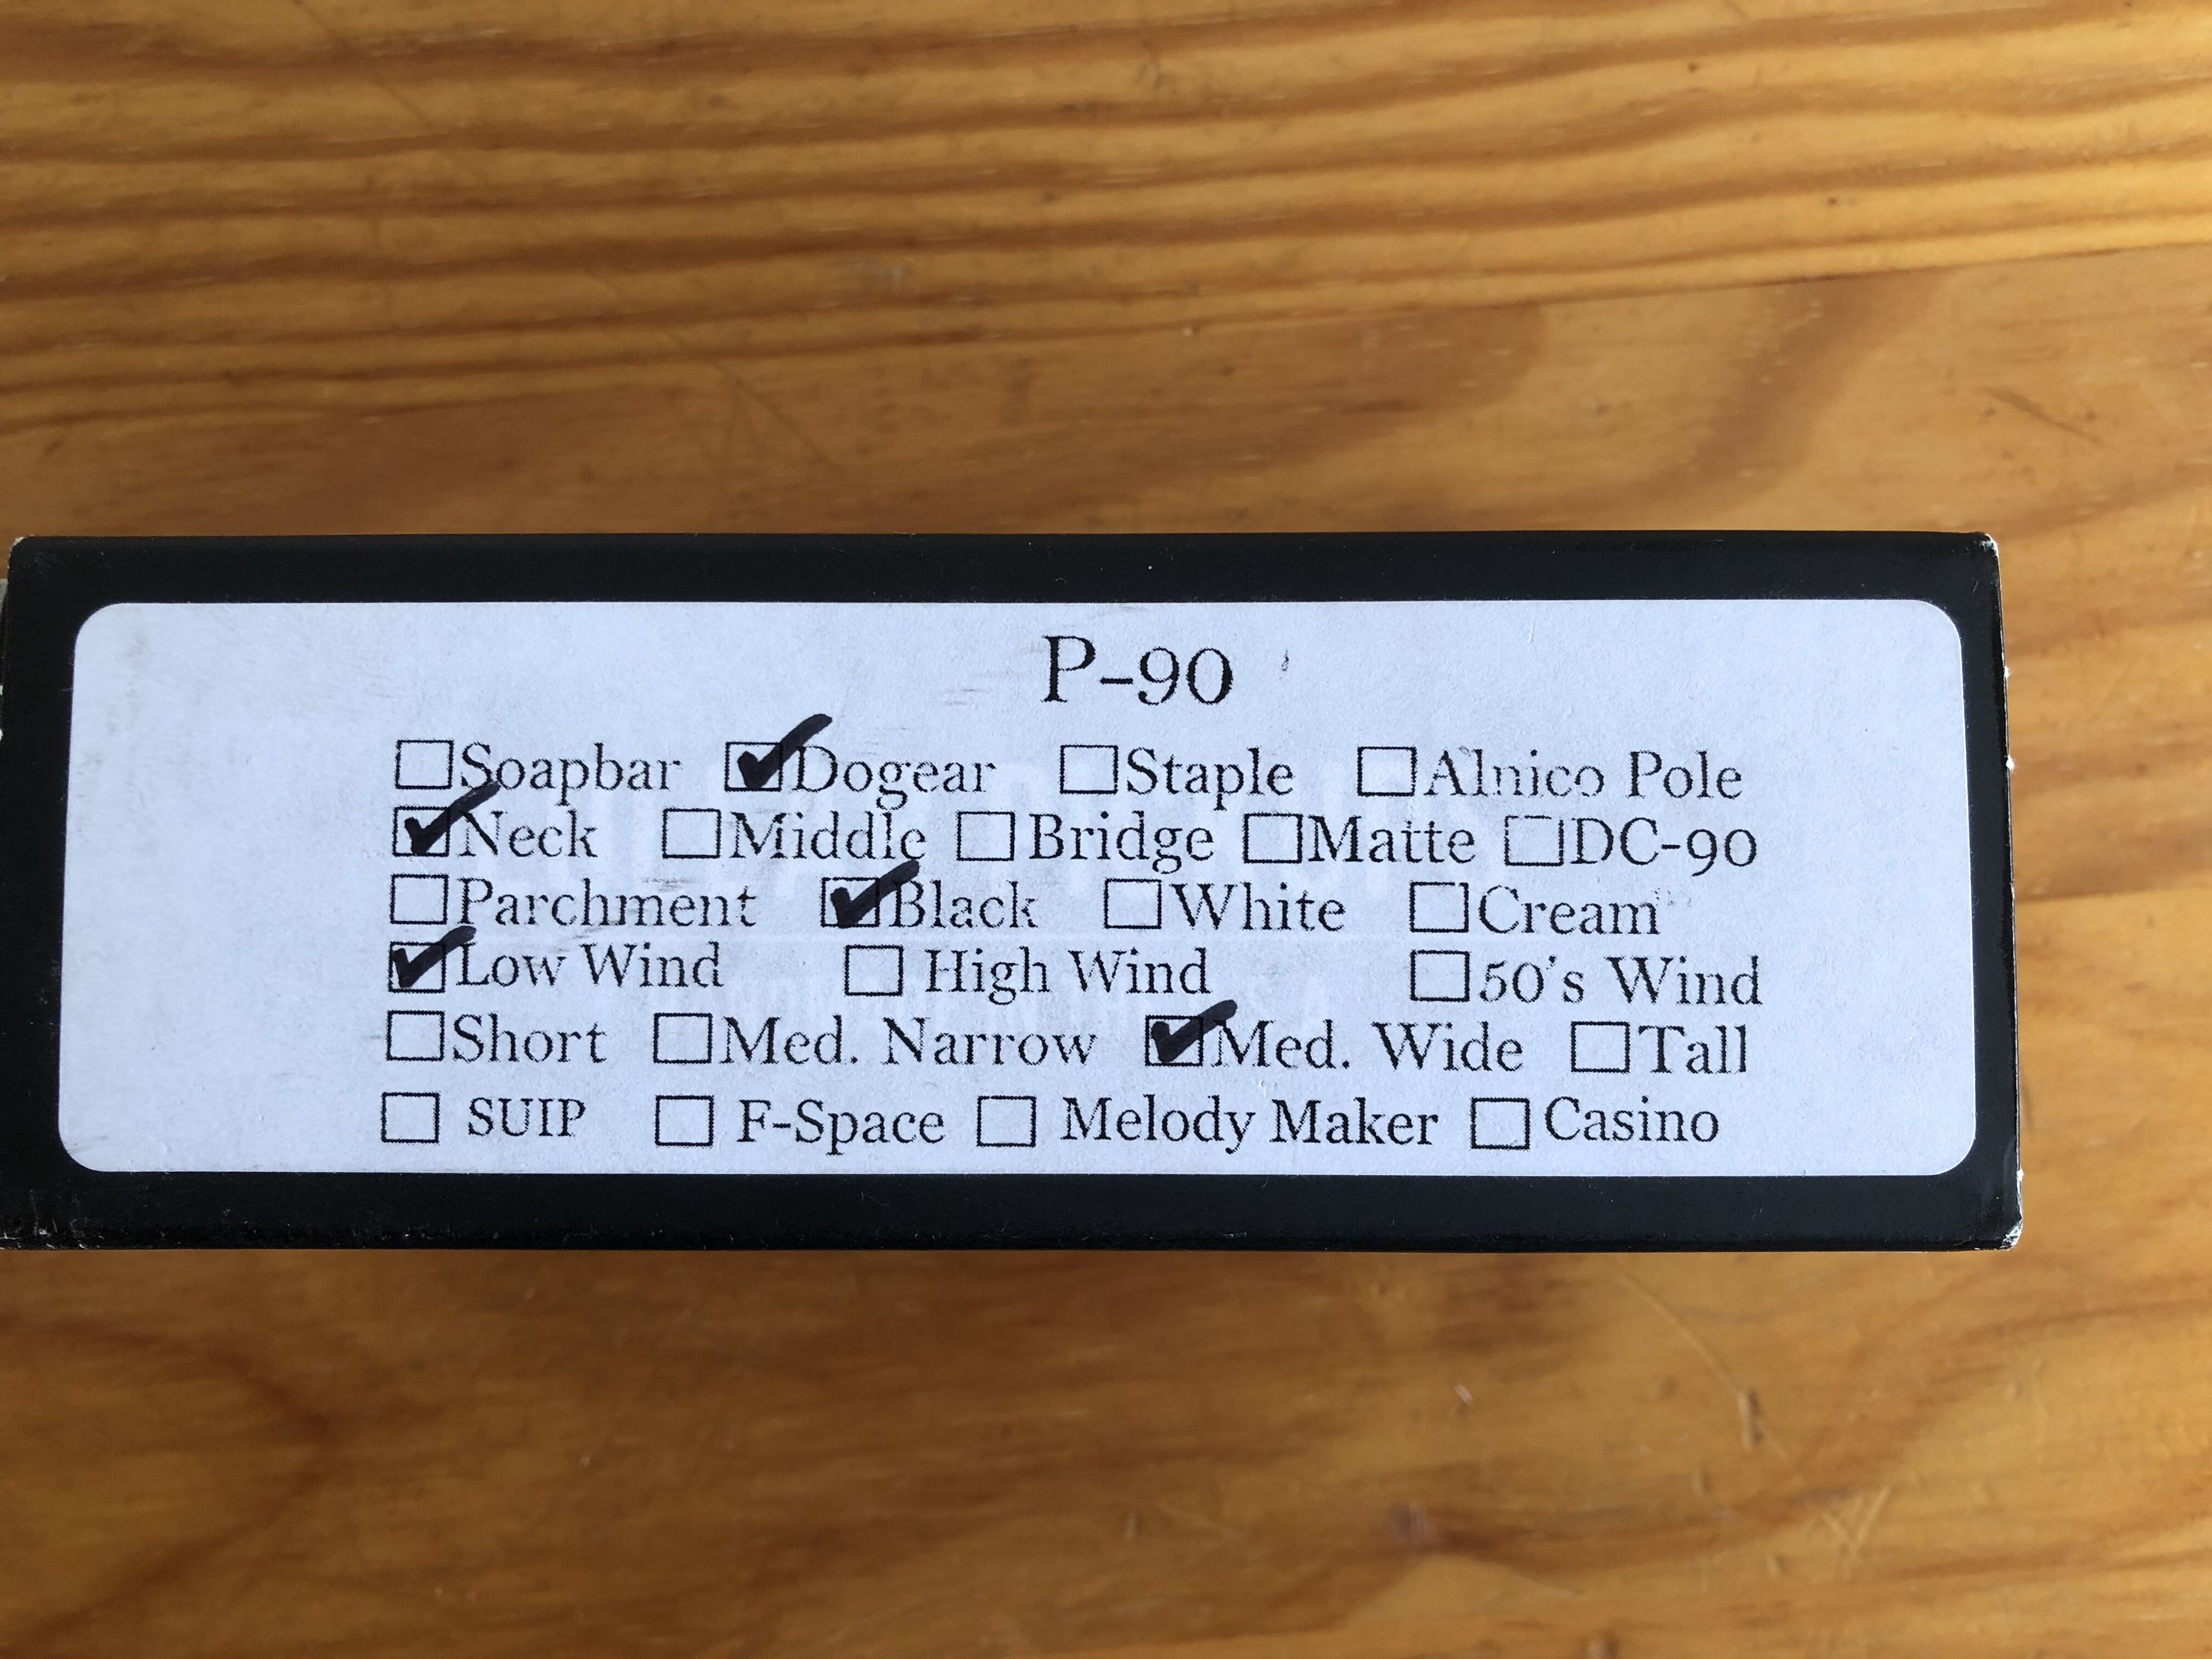 P-90
☐Soapbar ☑Dogear ☐Staple ☐Alnico Pole
☑Neck ☐Middle ☐Bridge ☐Matte ☐DC-90
☐Parchment ☑Black ☐White ☐Cream
☑Low Wind ☐ High Wind ☐50's Wind
☐Short ☐Med. Narrow ☑Med. Wide ☐Tall
☐ SUIP ☐ F-Space ☐ Melody Maker ☐ Casino